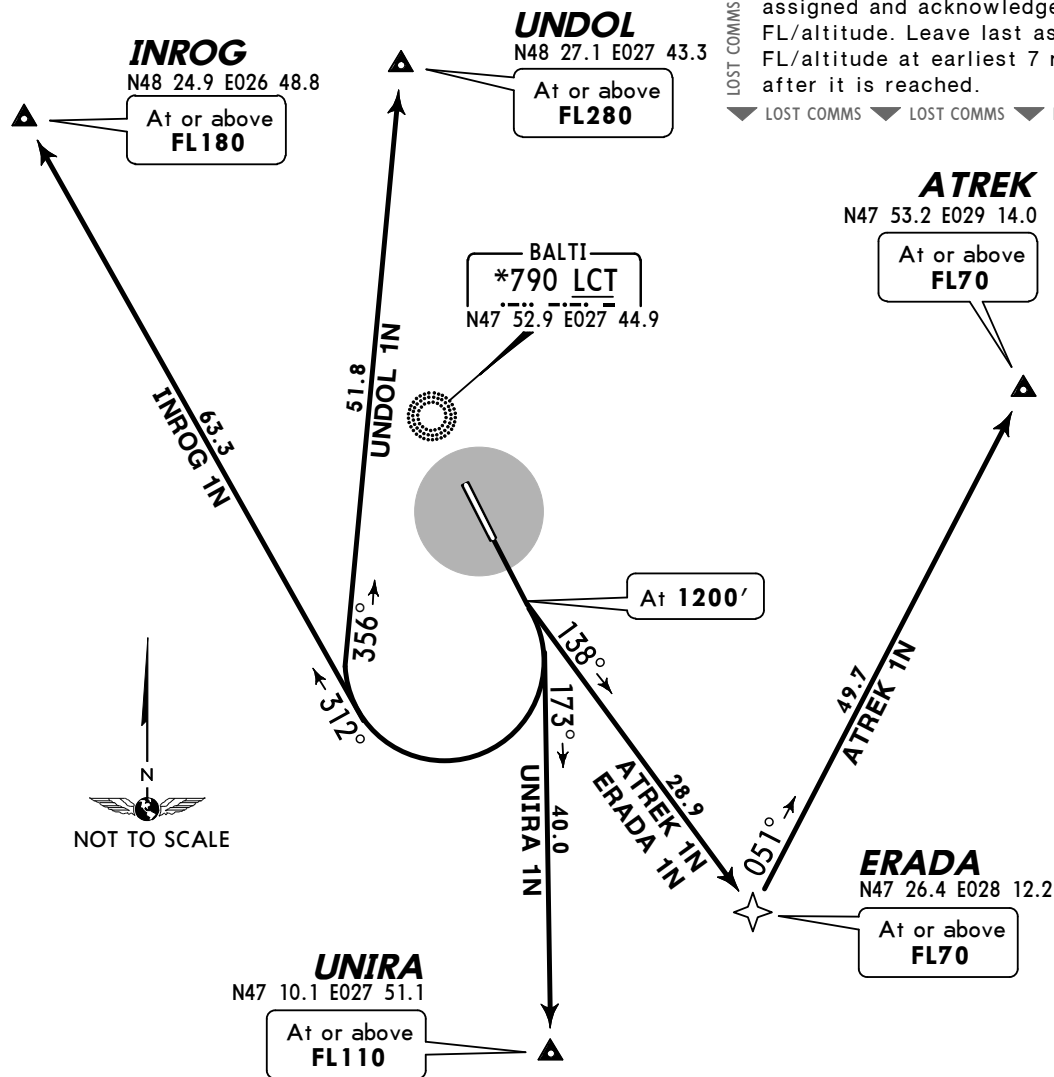 assigned and acknowledge
FL/altitude. Leave last as
FL/altitude at earliest 7
after it is reached.
LOST COMMS
LOST COMMS
LOST COMMS
INROG
N48 24.9 E026 48.8
At or above
FL180
UNDOL
N48 27.1 E027 43.3
At or above
FL280
ATREK
N47 53.2 E029 14.0
At or above
FL70
BALTI
*790 LCT
N47 52.9 E027 44.9
51.8
UNDOL 1N
63.3
INROG 1N
At 1200'
356°
312°
138°
173°
49.7
ATREK 1N
28.9
ATREK 1N
ERADA 1N
40.0
UNIRA 1N
051°
N
NOT TO SCALE
ERADA
N47 26.4 E028 12.2
At or above
FL70
UNIRA
N47 10.1 E027 51.1
At or above
FL110